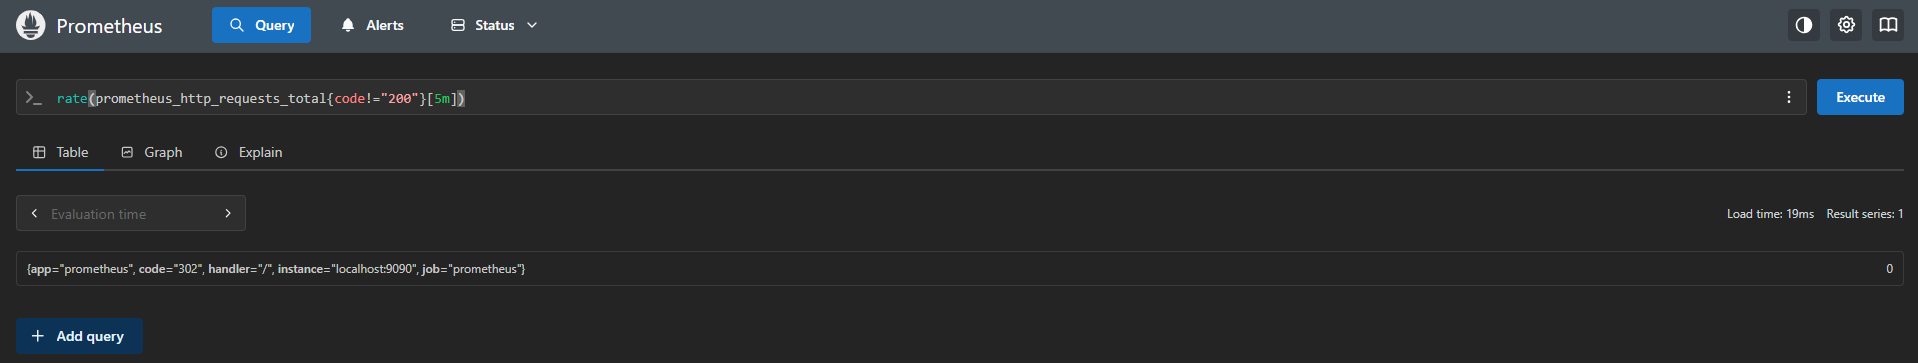 Prometheus Query Alerts Status
>_ rate(prometheus_http_requests_total{code!="200"}[5m]) Execute
Table Graph Explain
Evaluation time Load time: 19ms Result series: 1
{app="prometheus", code="302", handler="/", instance="localhost:9090", job="prometheus"} 0
+ Add query